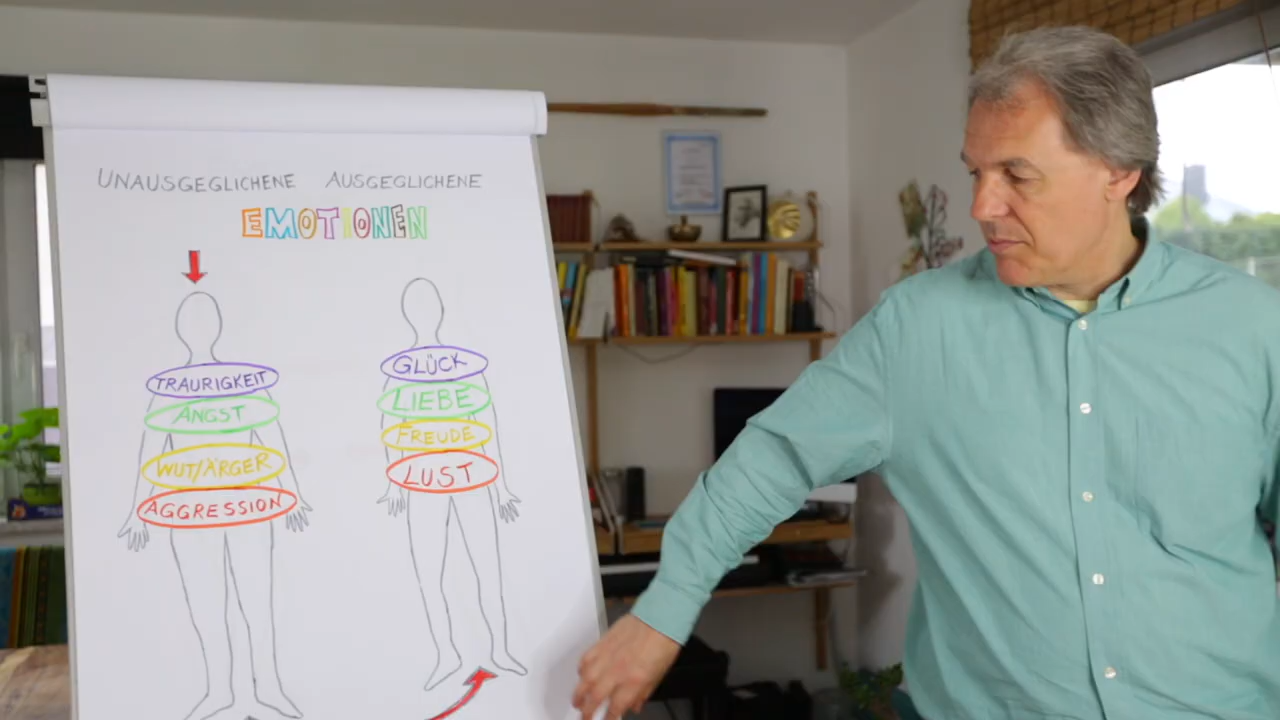 UNAUSGEGLICHENE AUSGEGLICHENE
EMOTIONEN
TRAURIGKEIT
ANGST
WUT/ÄRGER
AGGRESSION
GLÜCK
LIEBE
FREUDE
LUST